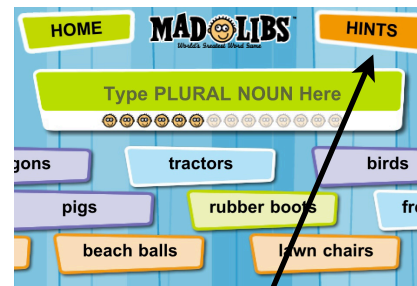 HOME MAD LIBS HINTS
World's Greatest Word Game
Type PLURAL NOUN Here
gons tractors birds
pigs rubber boots fr
beach balls lawn chairs